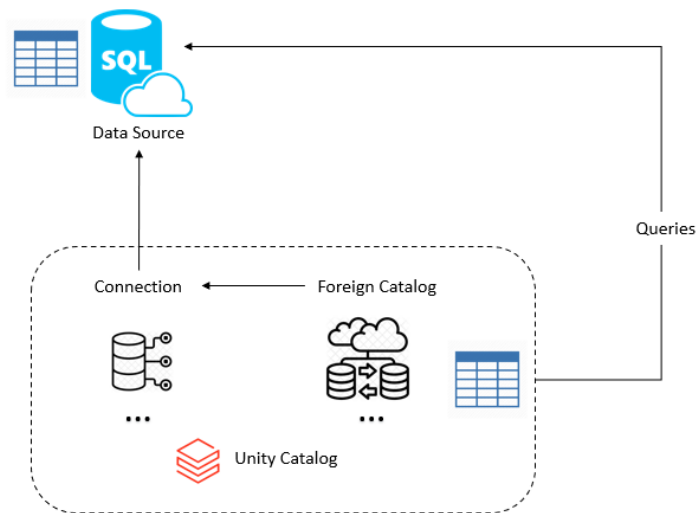 SQL
Data Source
Queries
Connection
Foreign Catalog
...
...
Unity Catalog